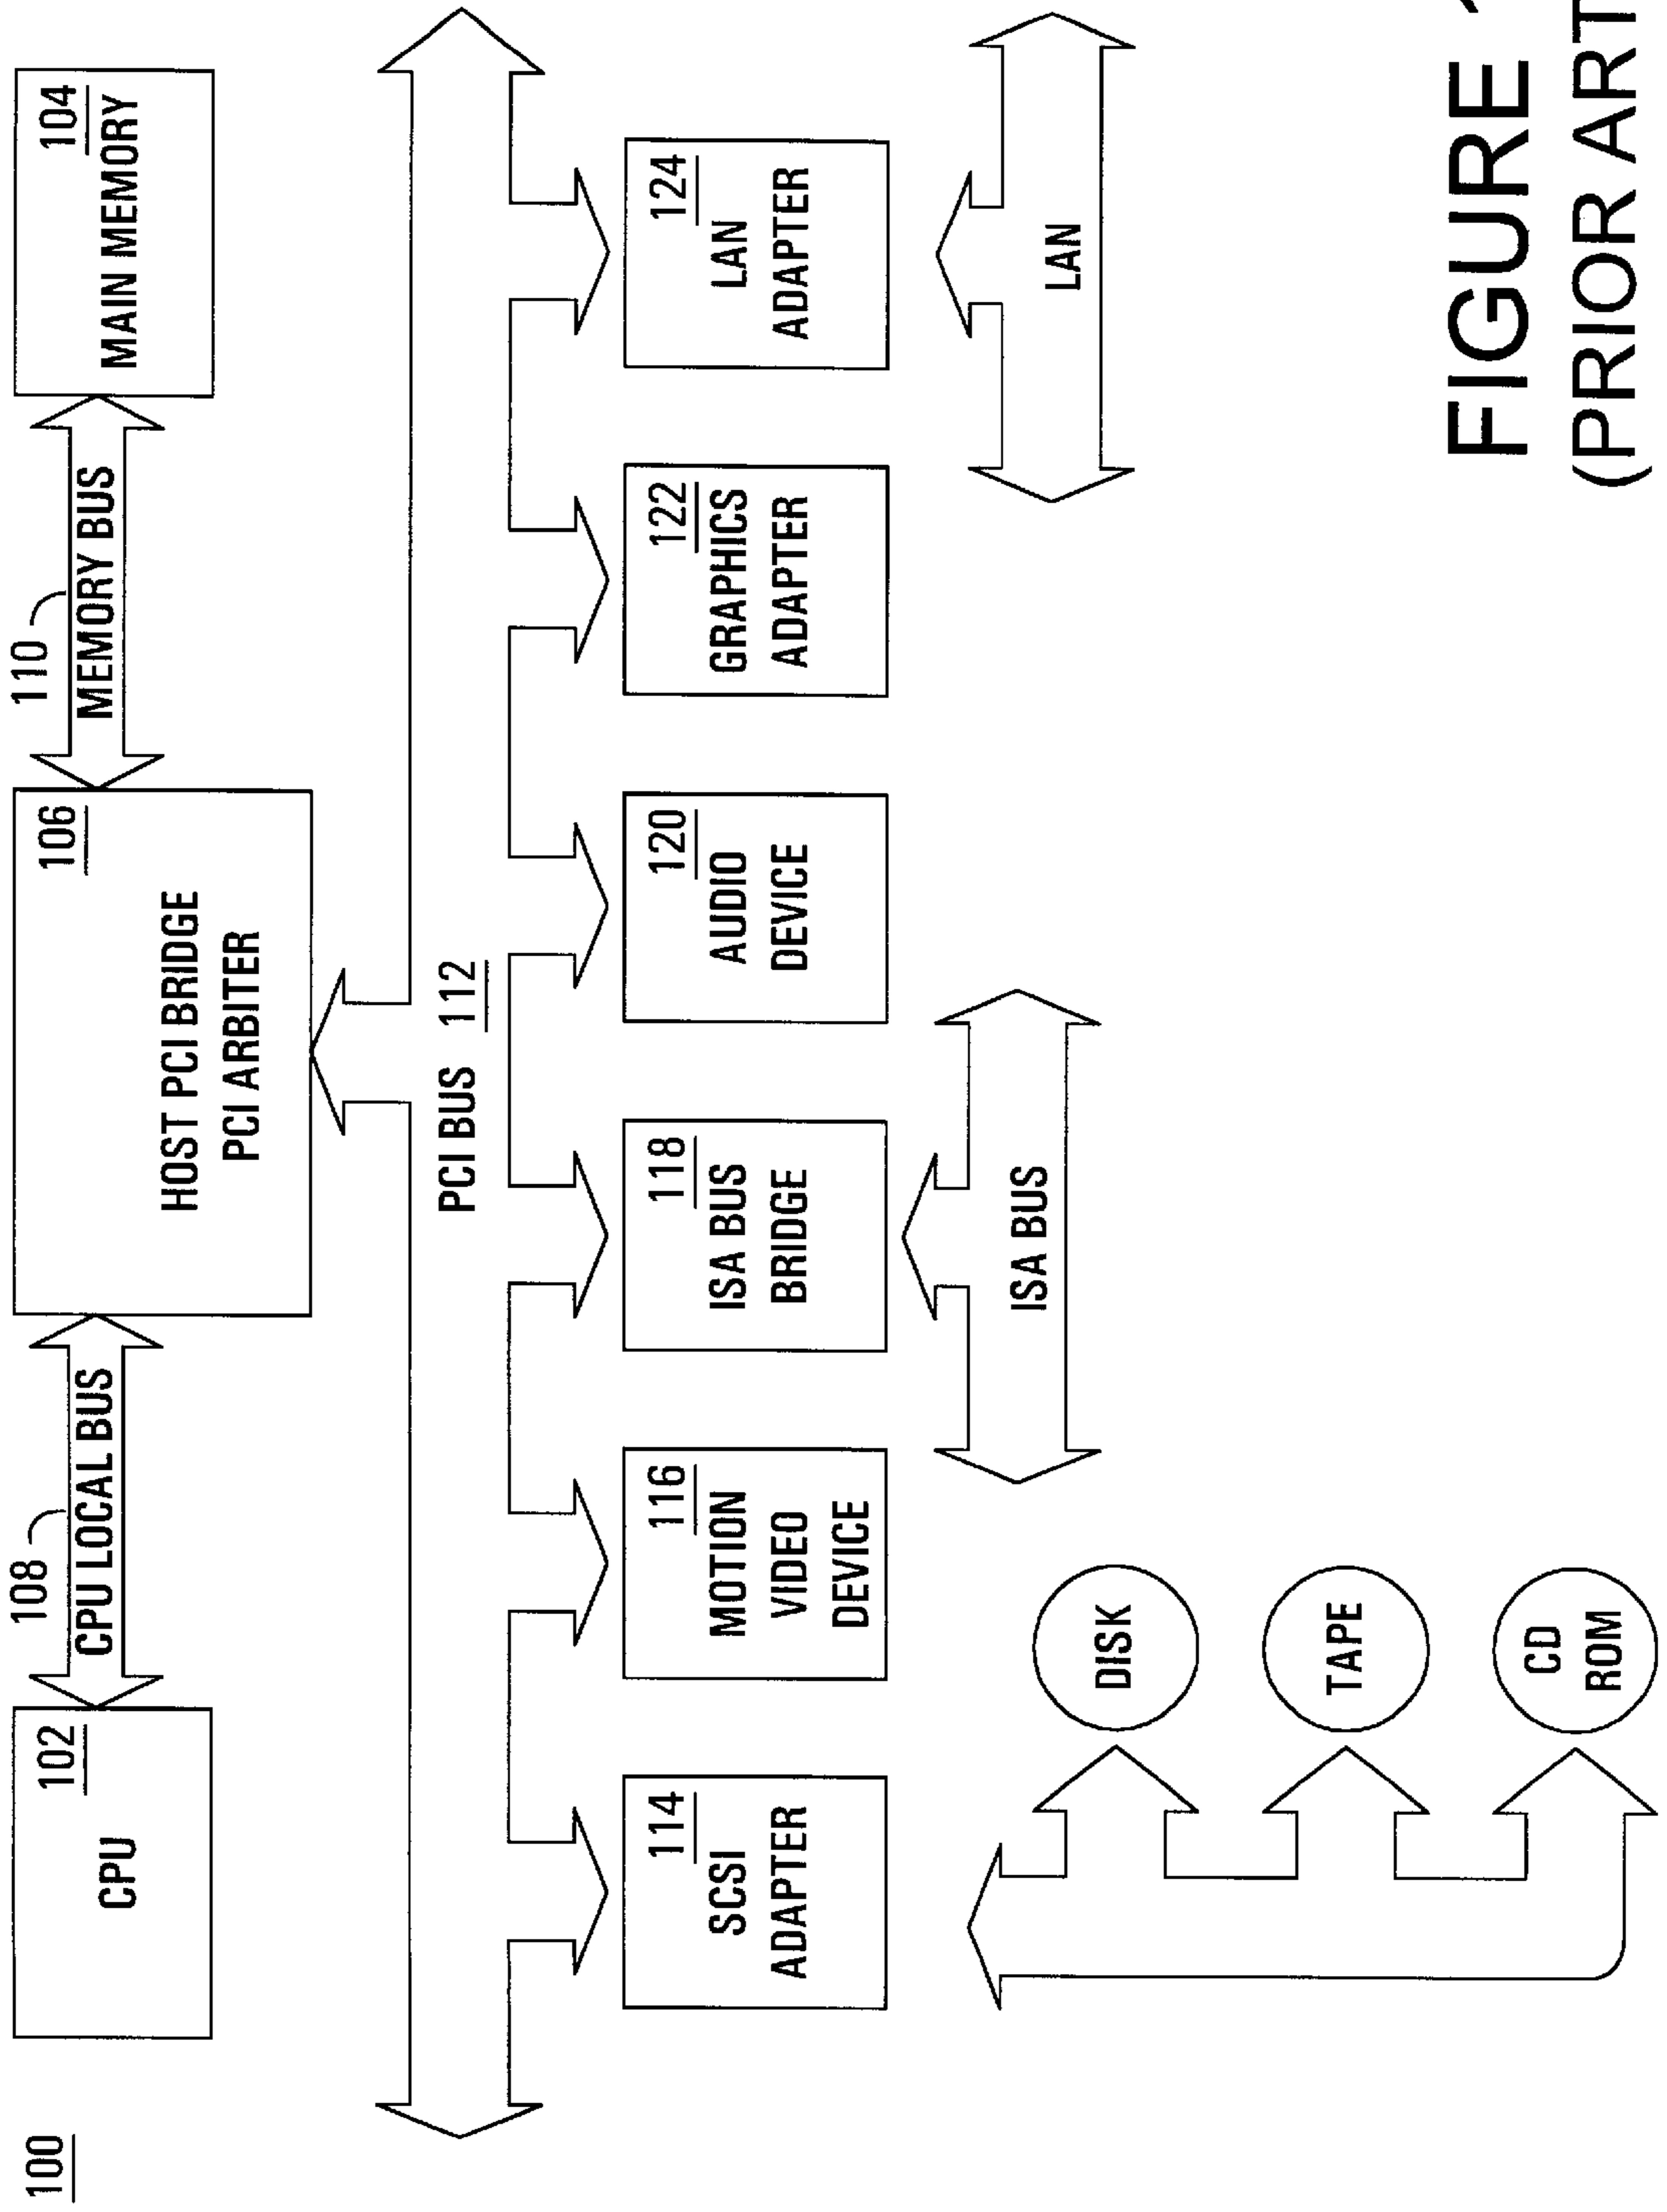 100
102
CPU
108
CPU LOCAL BUS
106
HOST PCI BRIDGE
PCI ARBITER
110
MEMORY BUS
104
MAIN MEMORY
PCI BUS 112
114
SCSI
ADAPTER
116
MOTION
VIDEO
DEVICE
118
ISA BUS
BRIDGE
120
AUDIO
DEVICE
122
GRAPHICS
ADAPTER
124
LAN
ADAPTER
DISK
TAPE
CD
ROM
ISA BUS
LAN
FIGURE
(PRIOR ART